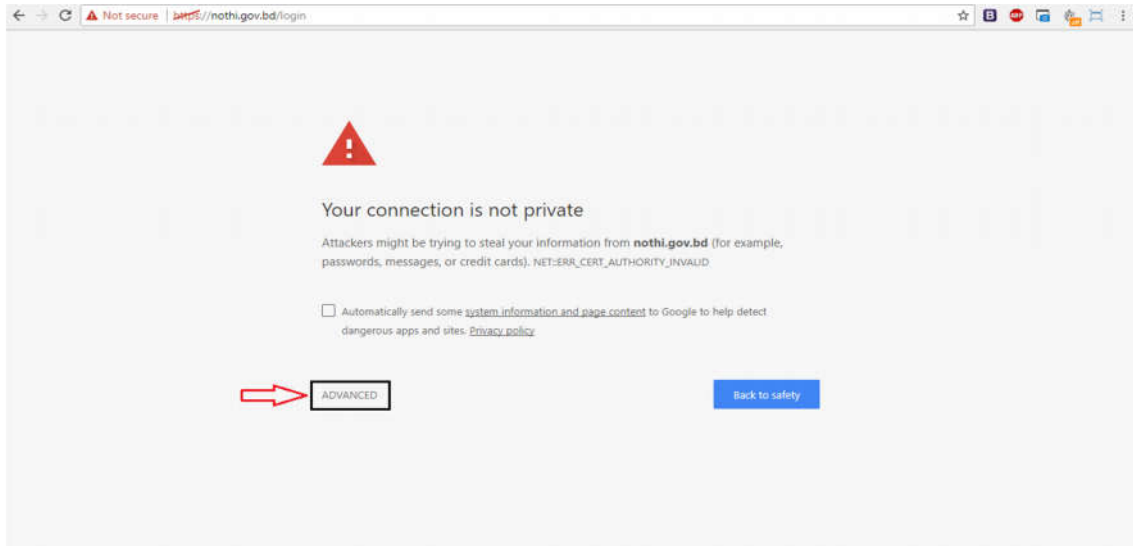 Not secure | https://nothi.gov.bd/login
Your connection is not private
Attackers might be trying to steal your information from nothi.gov.bd (for example,
passwords, messages, or credit cards). NET::ERR_CERT_AUTHORITY_INVALID
Automatically send some system information and page content to Google to help detect
dangerous apps and sites. Privacy policy
ADVANCED
Back to safety